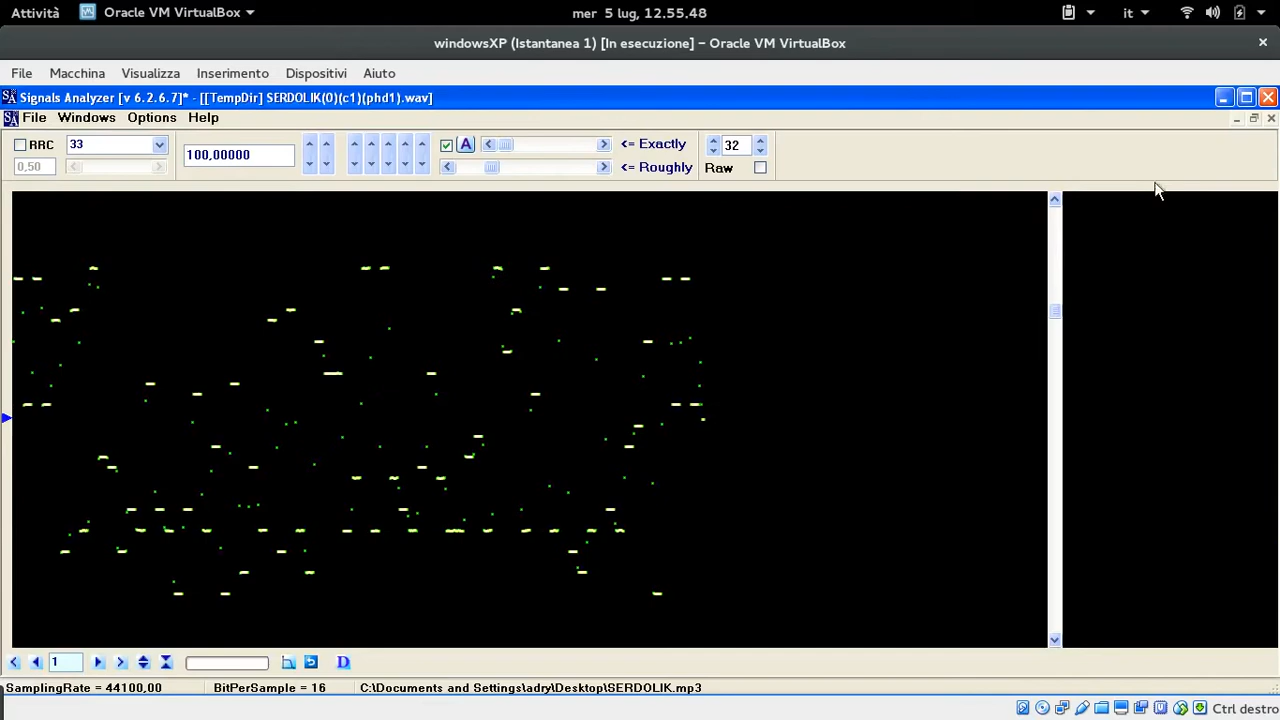 Attività Oracle VM VirtualBox mer 5 lug, 12.55.48 it
windowsXP (Istantanea 1) [In esecuzione] – Oracle VM VirtualBox
File Macchina Visualizza Inserimento Dispositivi Aiuto
SA Signals Analyzer [v 6.2.6.7]* - [[TempDir] SERDOLIK(0)(c1)(phd1).wav]
SA File Windows Options Help
RRC 33 100,00000 A <= Exactly 32
0,50 <= Roughly Raw
1 D
SamplingRate = 44100,00 BitPerSample = 16 C:\Documents and Settings\adry\Desktop\SERDOLIK.mp3
Ctrl destro